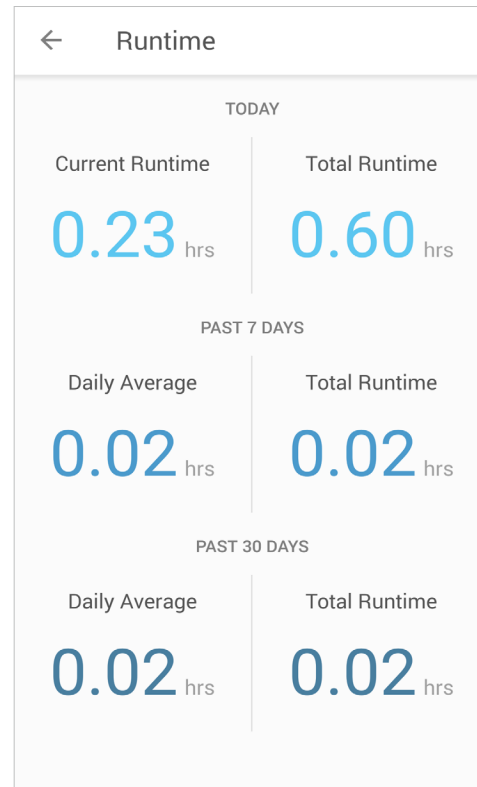 Runtime
TODAY
Current Runtime
Total Runtime
0.23 hrs
0.60 hrs
PAST 7 DAYS
Daily Average
Total Runtime
0.02 hrs
0.02 hrs
PAST 30 DAYS
Daily Average
Total Runtime
0.02 hrs
0.02 hrs